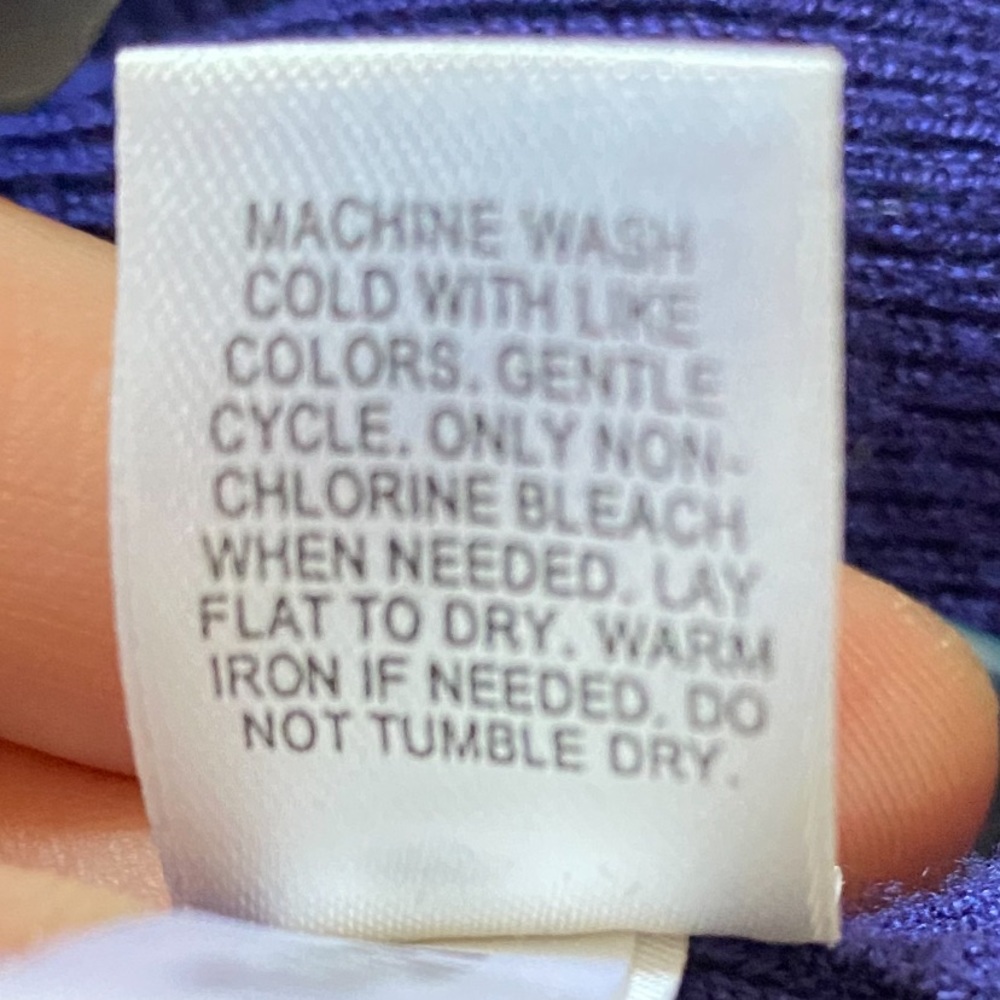 MACHINE WASH
COLD WITH LIKE
COLORS. GENTLE
CYCLE. ONLY NON-
CHLORINE BLEACH
WHEN NEEDED. LAY
FLAT TO DRY. WARM
IRON IF NEEDED. DO
NOT TUMBLE DRY.